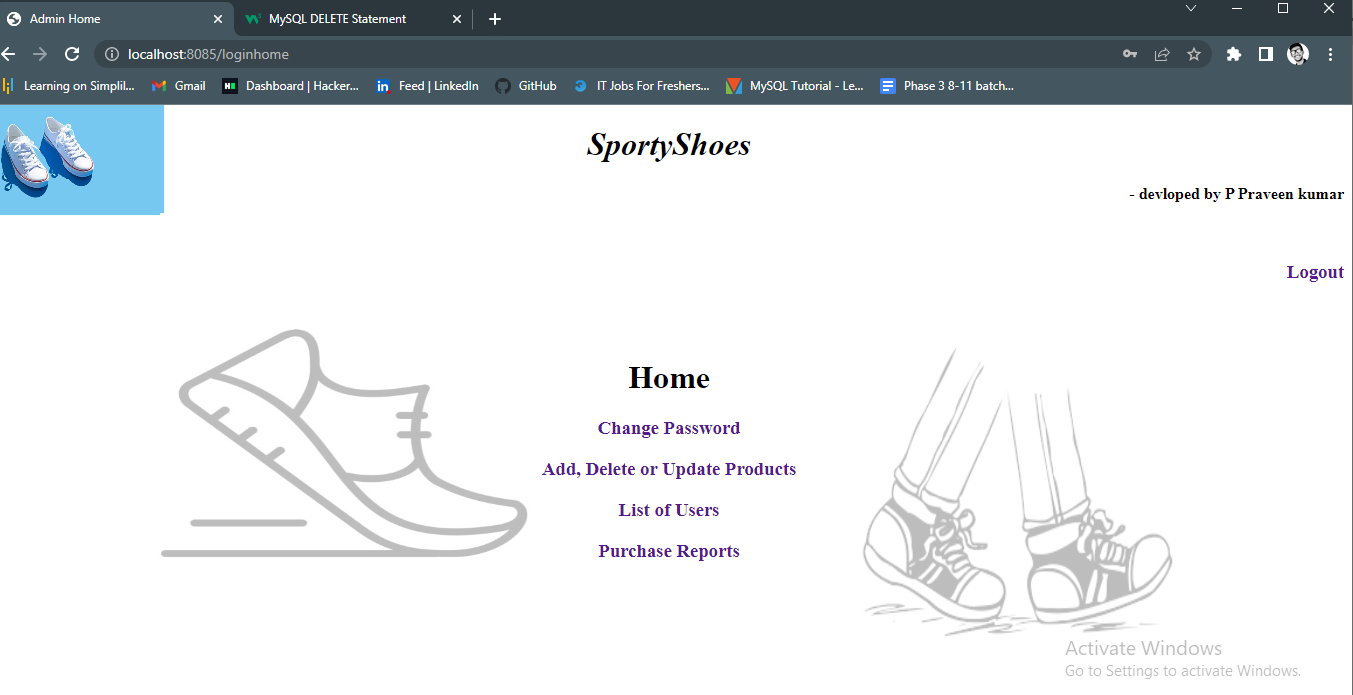 Admin Home
MySQL DELETE Statement
localhost:8085/loginhome
Learning on Simplil...
Gmail
Dashboard | Hacker...
Feed | LinkedIn
GitHub
IT Jobs For Freshers...
MySQL Tutorial - Le...
Phase 3 8-11 batch...
SportyShoes
- devloped by P Praveen kumar
Logout
Home
Change Password
Add, Delete or Update Products
List of Users
Purchase Reports
Activate Windows
Go to Settings to activate Windows.